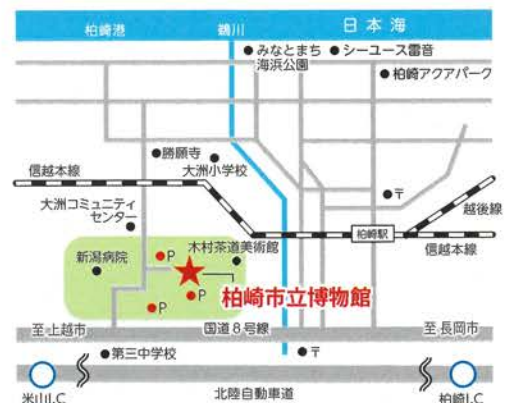 柏崎港
鵜川
日本海
みなとまち
海浜公園
シーユース雷音
柏崎アクアパーク
勝願寺
大洲小学校
信越本線
〒
越後線
大洲コミュニティ
センター
柏崎駅
信越本線
木村茶道美術館
新潟病院
P
P
P
柏崎市立博物館
至上越市
国道8号線
至長岡市
第三中学校
〒
北陸自動車道
米山I.C
柏崎I.C